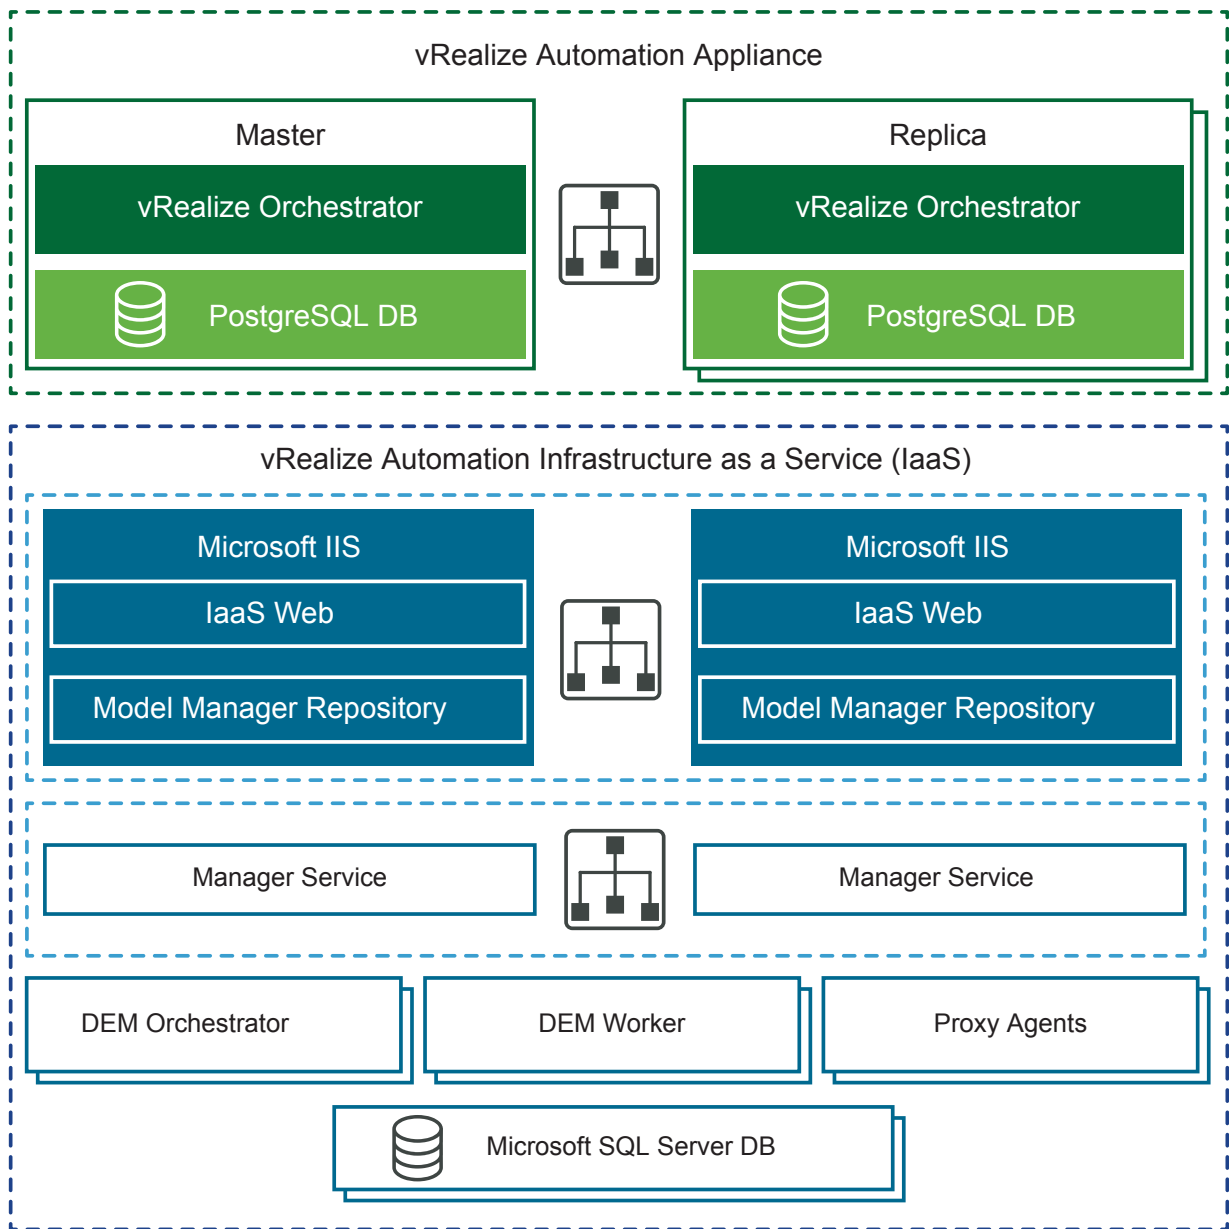 vRealize Automation Appliance
Master
Replica
vRealize Orchestrator
vRealize Orchestrator
PostgreSQL DB
PostgreSQL DB
vRealize Automation Infrastructure as a Service (IaaS)
Microsoft IIS
Microsoft IIS
IaaS Web
IaaS Web
Model Manager Repository
Model Manager Repository
Manager Service
Manager Service
DEM Orchestrator
DEM Worker
Proxy Agents
Microsoft SQL Server DB